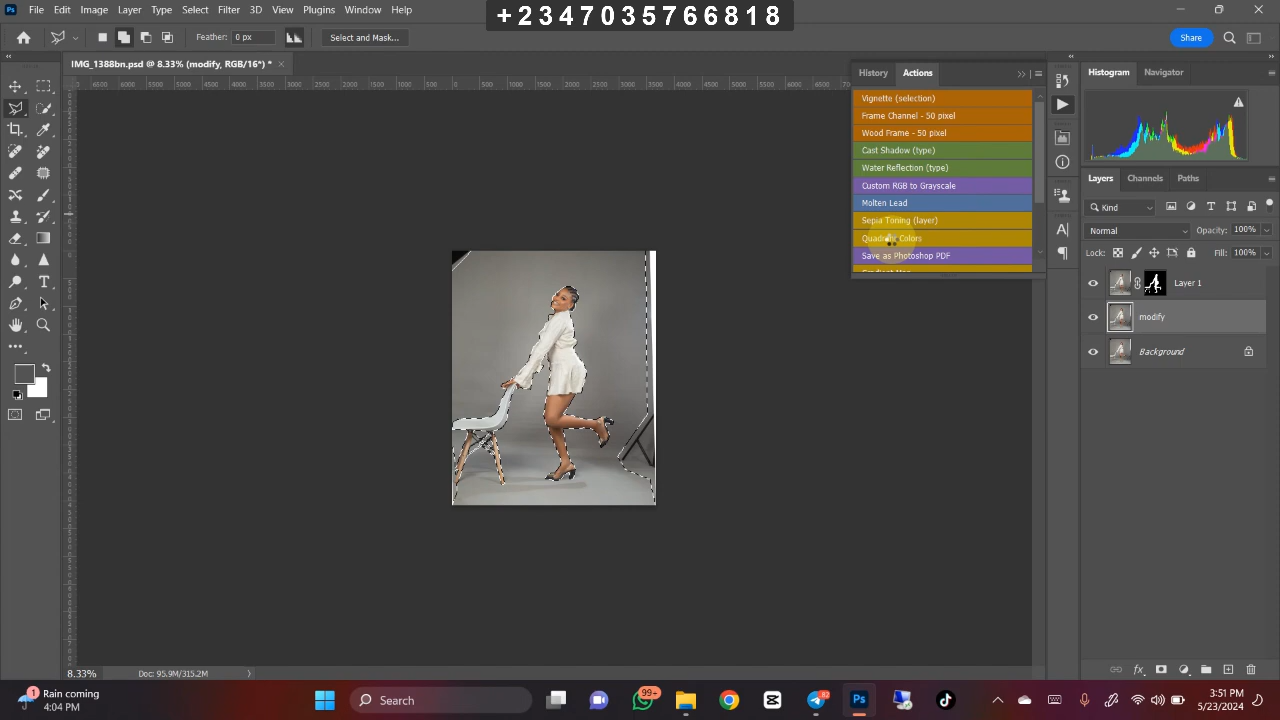 +2347035766818
File Edit Image Layer Type Select Filter 3D View Plugins Window Help
Feather: 0 px Select and Mask... Share
IMG_1388bn.psd @ 8.33% (modify, RGB/16*) *
History Actions
Vignette (selection)
Frame Channel - 50 pixel
Wood Frame - 50 pixel
Cast Shadow (type)
Water Reflection (type)
Custom RGB to Grayscale
Molten Lead
Sepia Toning (layer)
Quadrant Colors
Save as Photoshop PDF
Histogram Navigator
Layers Channels Paths
Kind
Normal Opacity: 100%
Lock: Fill: 100%
Layer 1
modify
Background
8.33% Doc: 95.9M/315.2M
1 Rain coming
4:04 PM
Search
99+
82
Ps
3:51 PM
5/23/2024